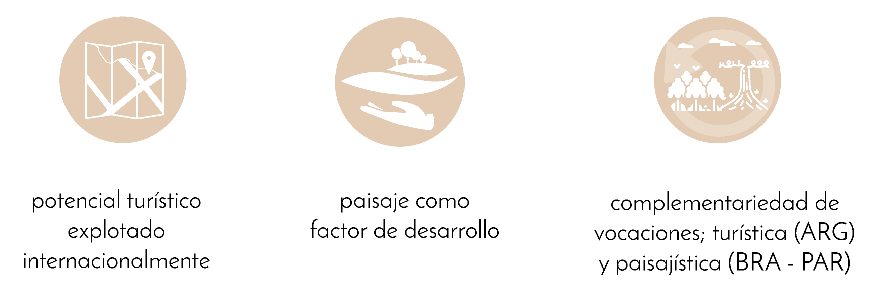 potencial turístico
explotado
internacionalmente
paisaje como
factor de desarrollo
complementariedad de
vocaciones; turística (ARG)
y paisajística (BRA - PAR)